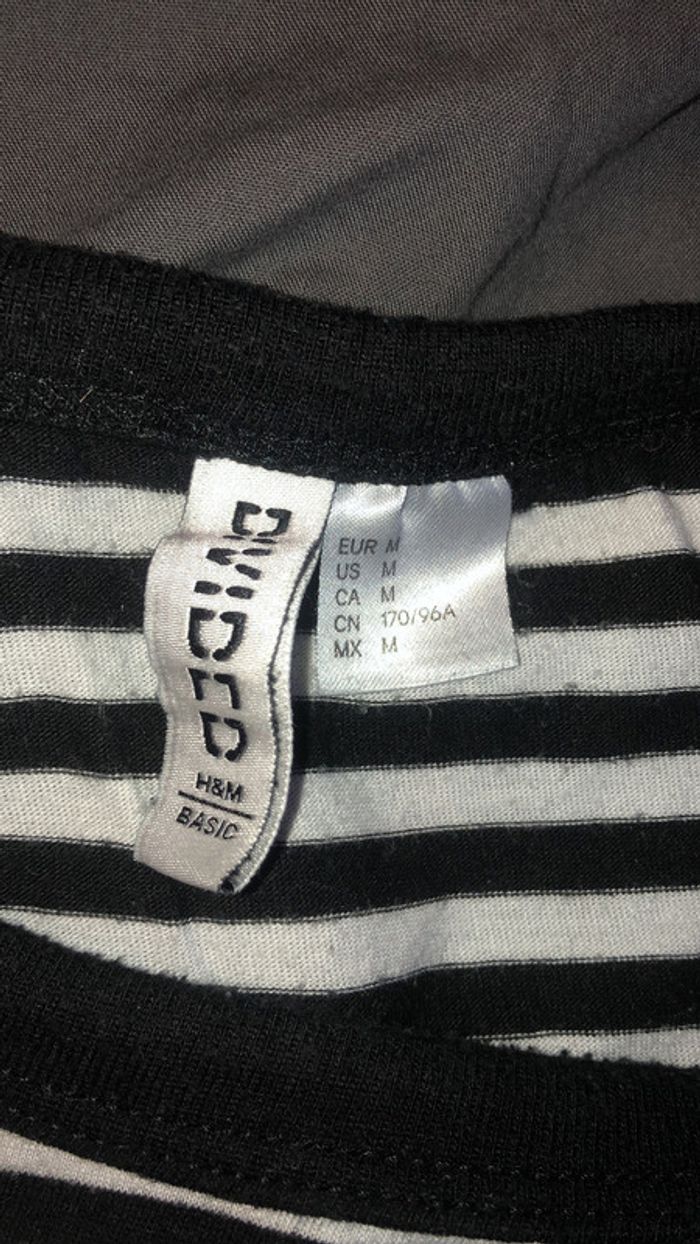 DIVIDED
H&M
BASIC
EUR M
US M
CA M
CN 170/96A
MX M